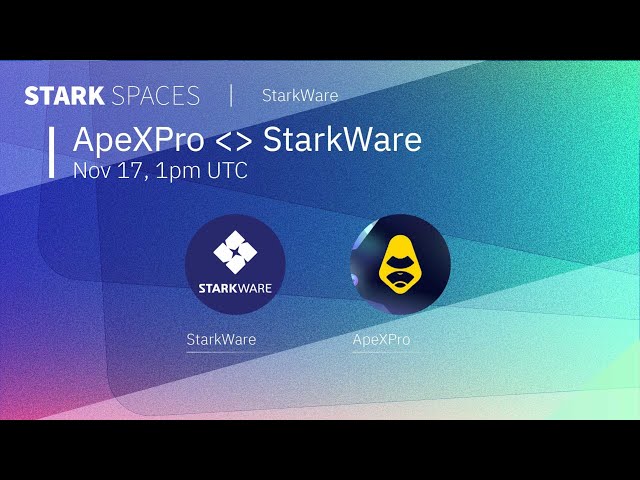 STARK SPACES | StarkWare
ApeXPro <> StarkWare
Nov 17, 1pm UTC
STARKWARE
StarkWare
ApeXPro